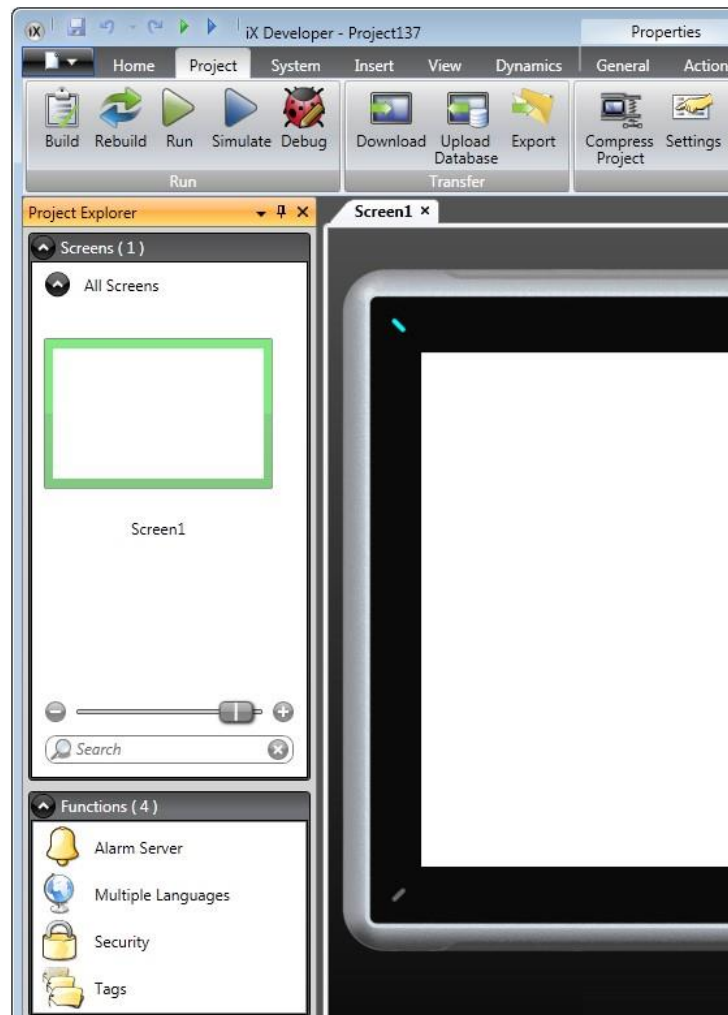 iX
iX Developer - Project137
Properties
Home Project System Insert View Dynamics General Action
Build Rebuild Run Simulate Debug Download Upload Database Export Compress Project Settings
Run Transfer
Project Explorer
Screen1
Screens ( 1 )
All Screens
Screen1
Search
Functions ( 4 )
Alarm Server
Multiple Languages
Security
Tags